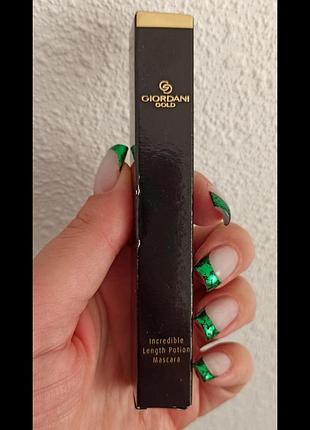 GIORDANI
GOLD
Incredible
Length Potion
Mascara